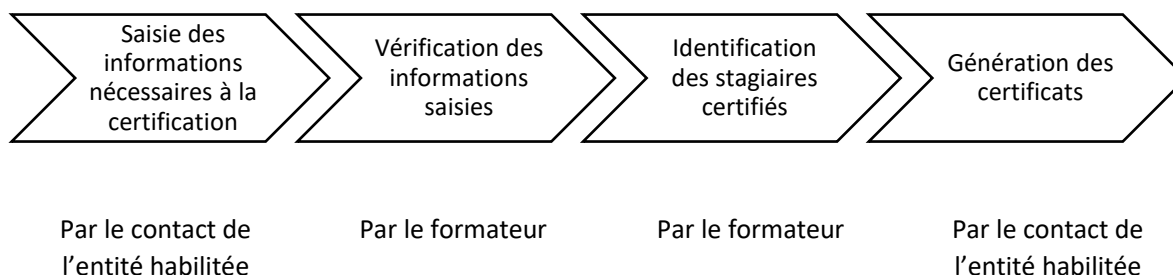 Saisie des
informations
nécessaires à la
certification
Vérification des
informations
saisies
Identification
des stagiaires
certifiés
Génération des
certificats
Par le contact de
l’entité habilitée
Par le formateur
Par le formateur
Par le contact de
l’entité habilitée